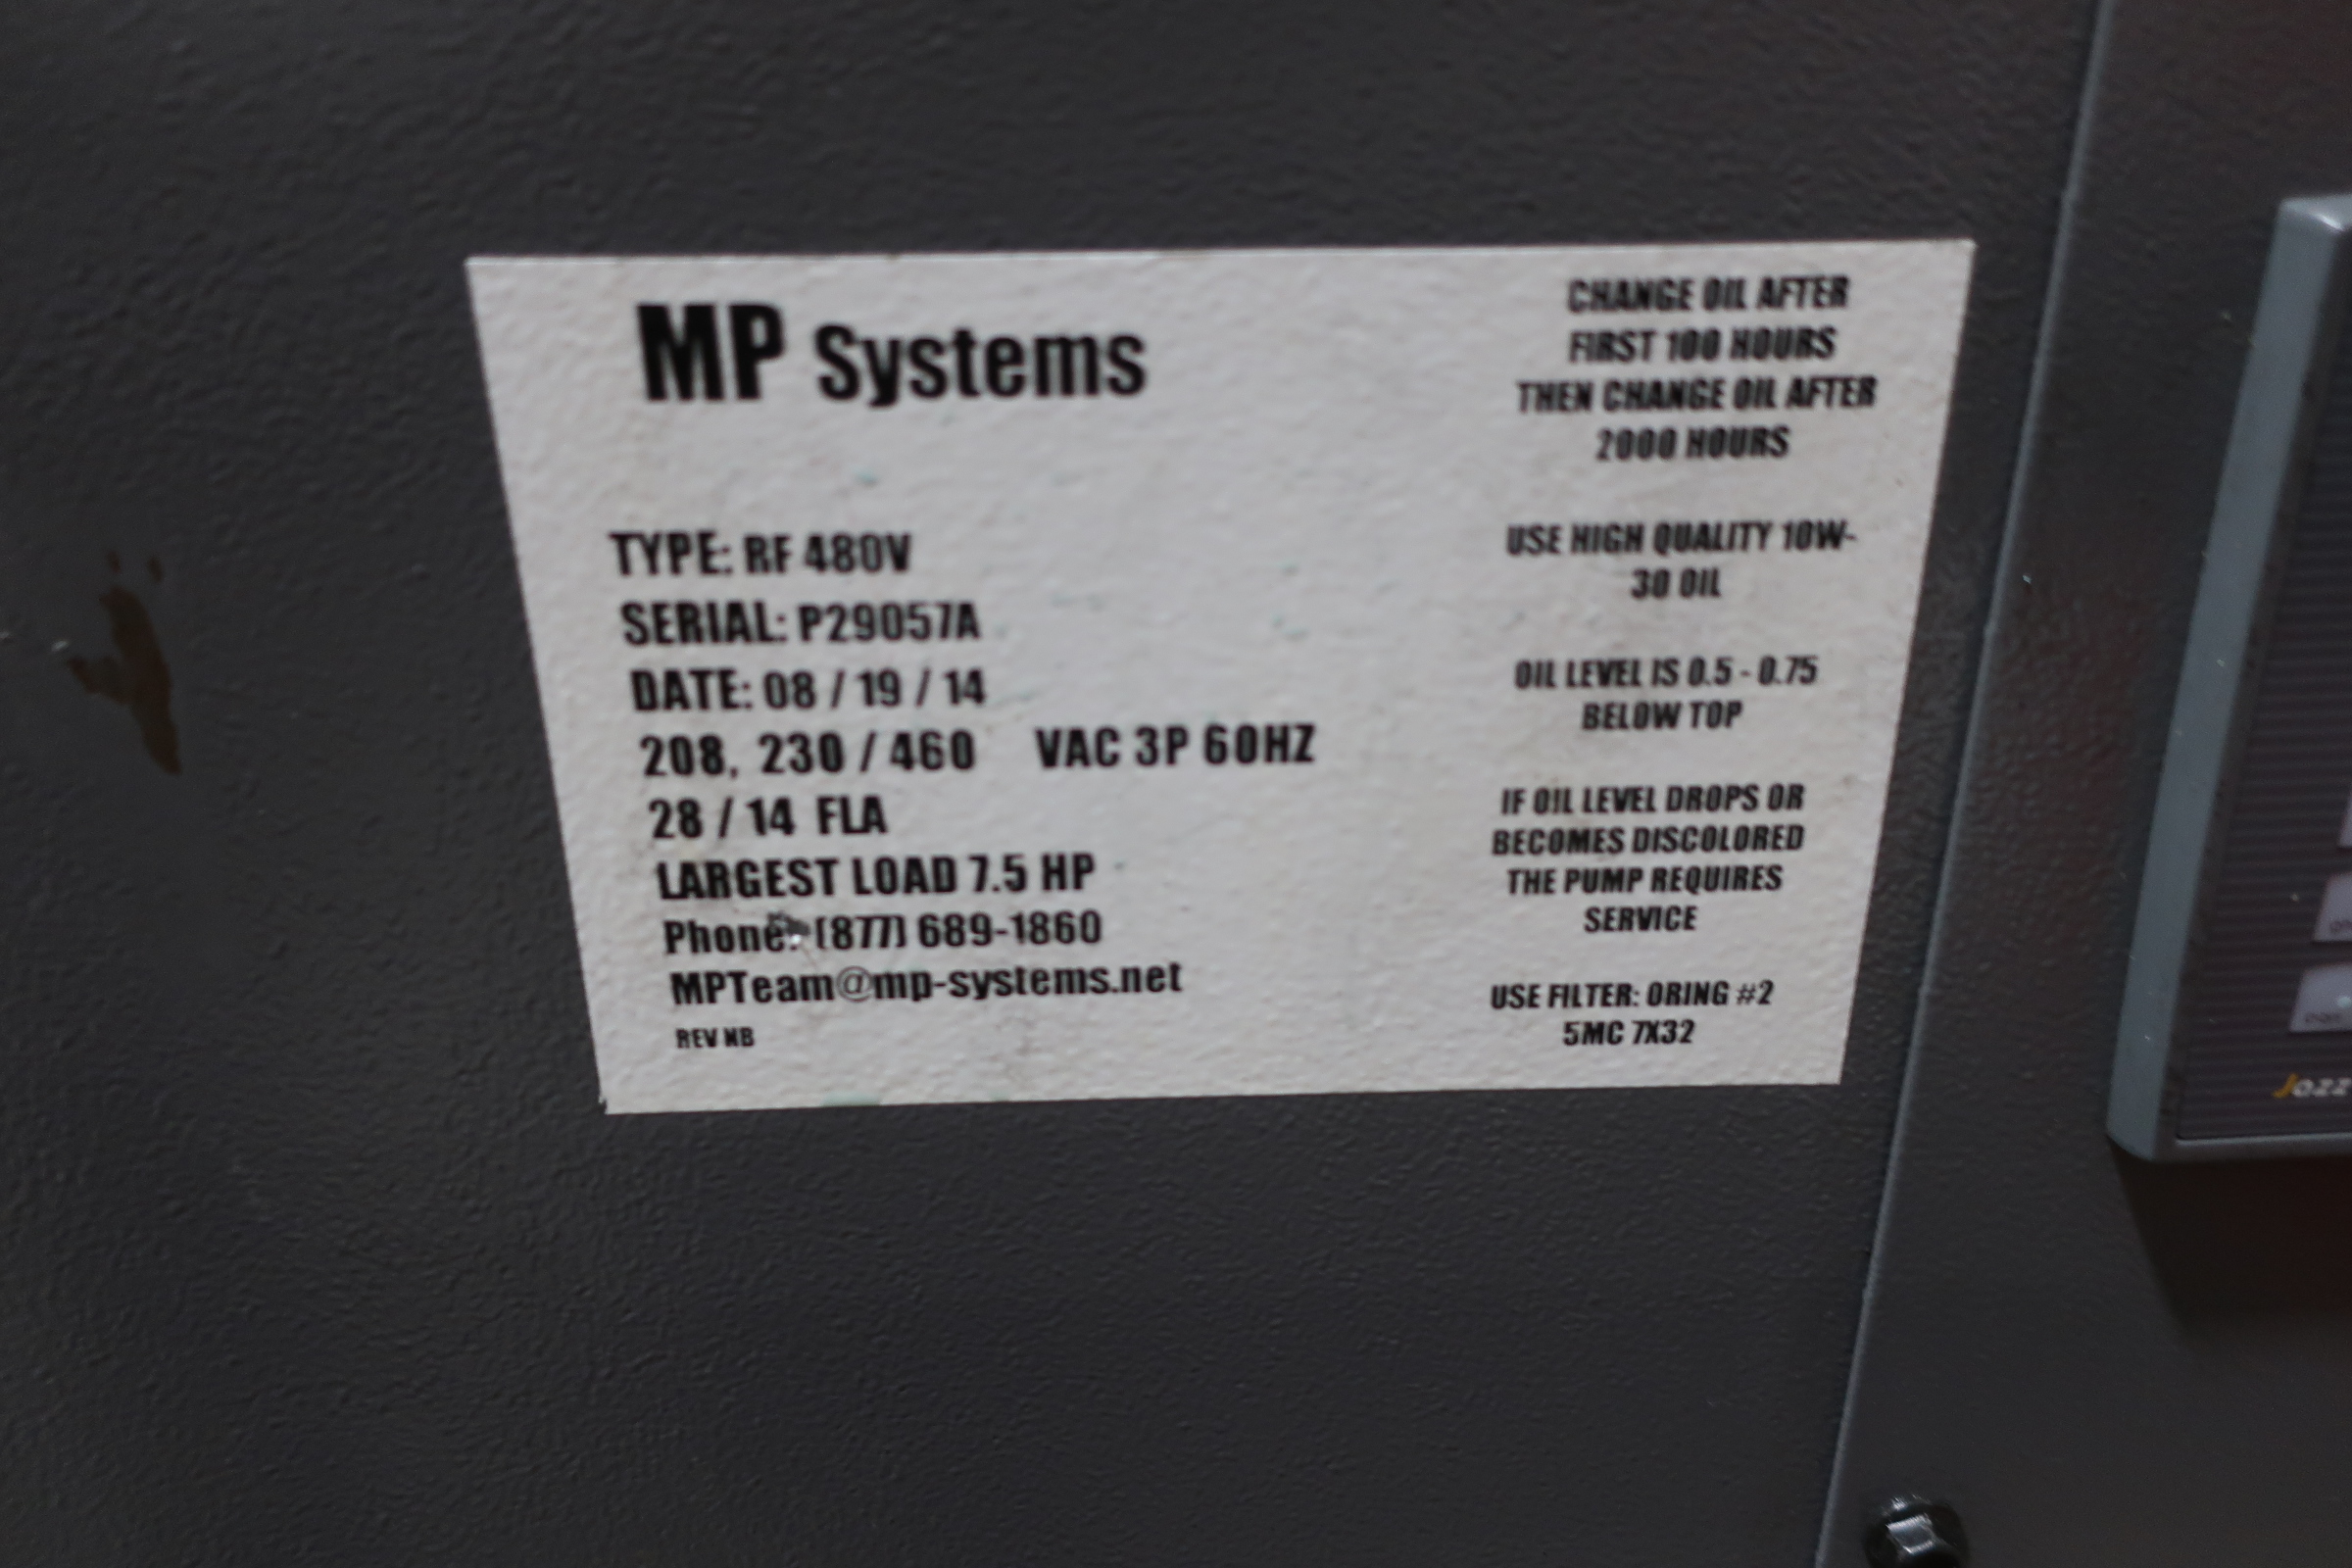 MP Systems
TYPE: RF 480V
SERIAL: P29057A
DATE: 08 / 19 / 14
208, 230 / 460 VAC 3P 60HZ
28 / 14 FLA
LARGEST LOAD 7.5 HP
Phone: (877) 689-1860
MPTeam@mp-systems.net
REV NB
CHANGE OIL AFTER
FIRST 100 HOURS
THEN CHANGE OIL AFTER
2000 HOURS
USE HIGH QUALITY 10W-
30 OIL
OIL LEVEL IS 0.5 - 0.75
BELOW TOP
IF OIL LEVEL DROPS OR
BECOMES DISCOLORED
THE PUMP REQUIRES
SERVICE
USE FILTER: ORING #2
5MC 7X32
Jazz